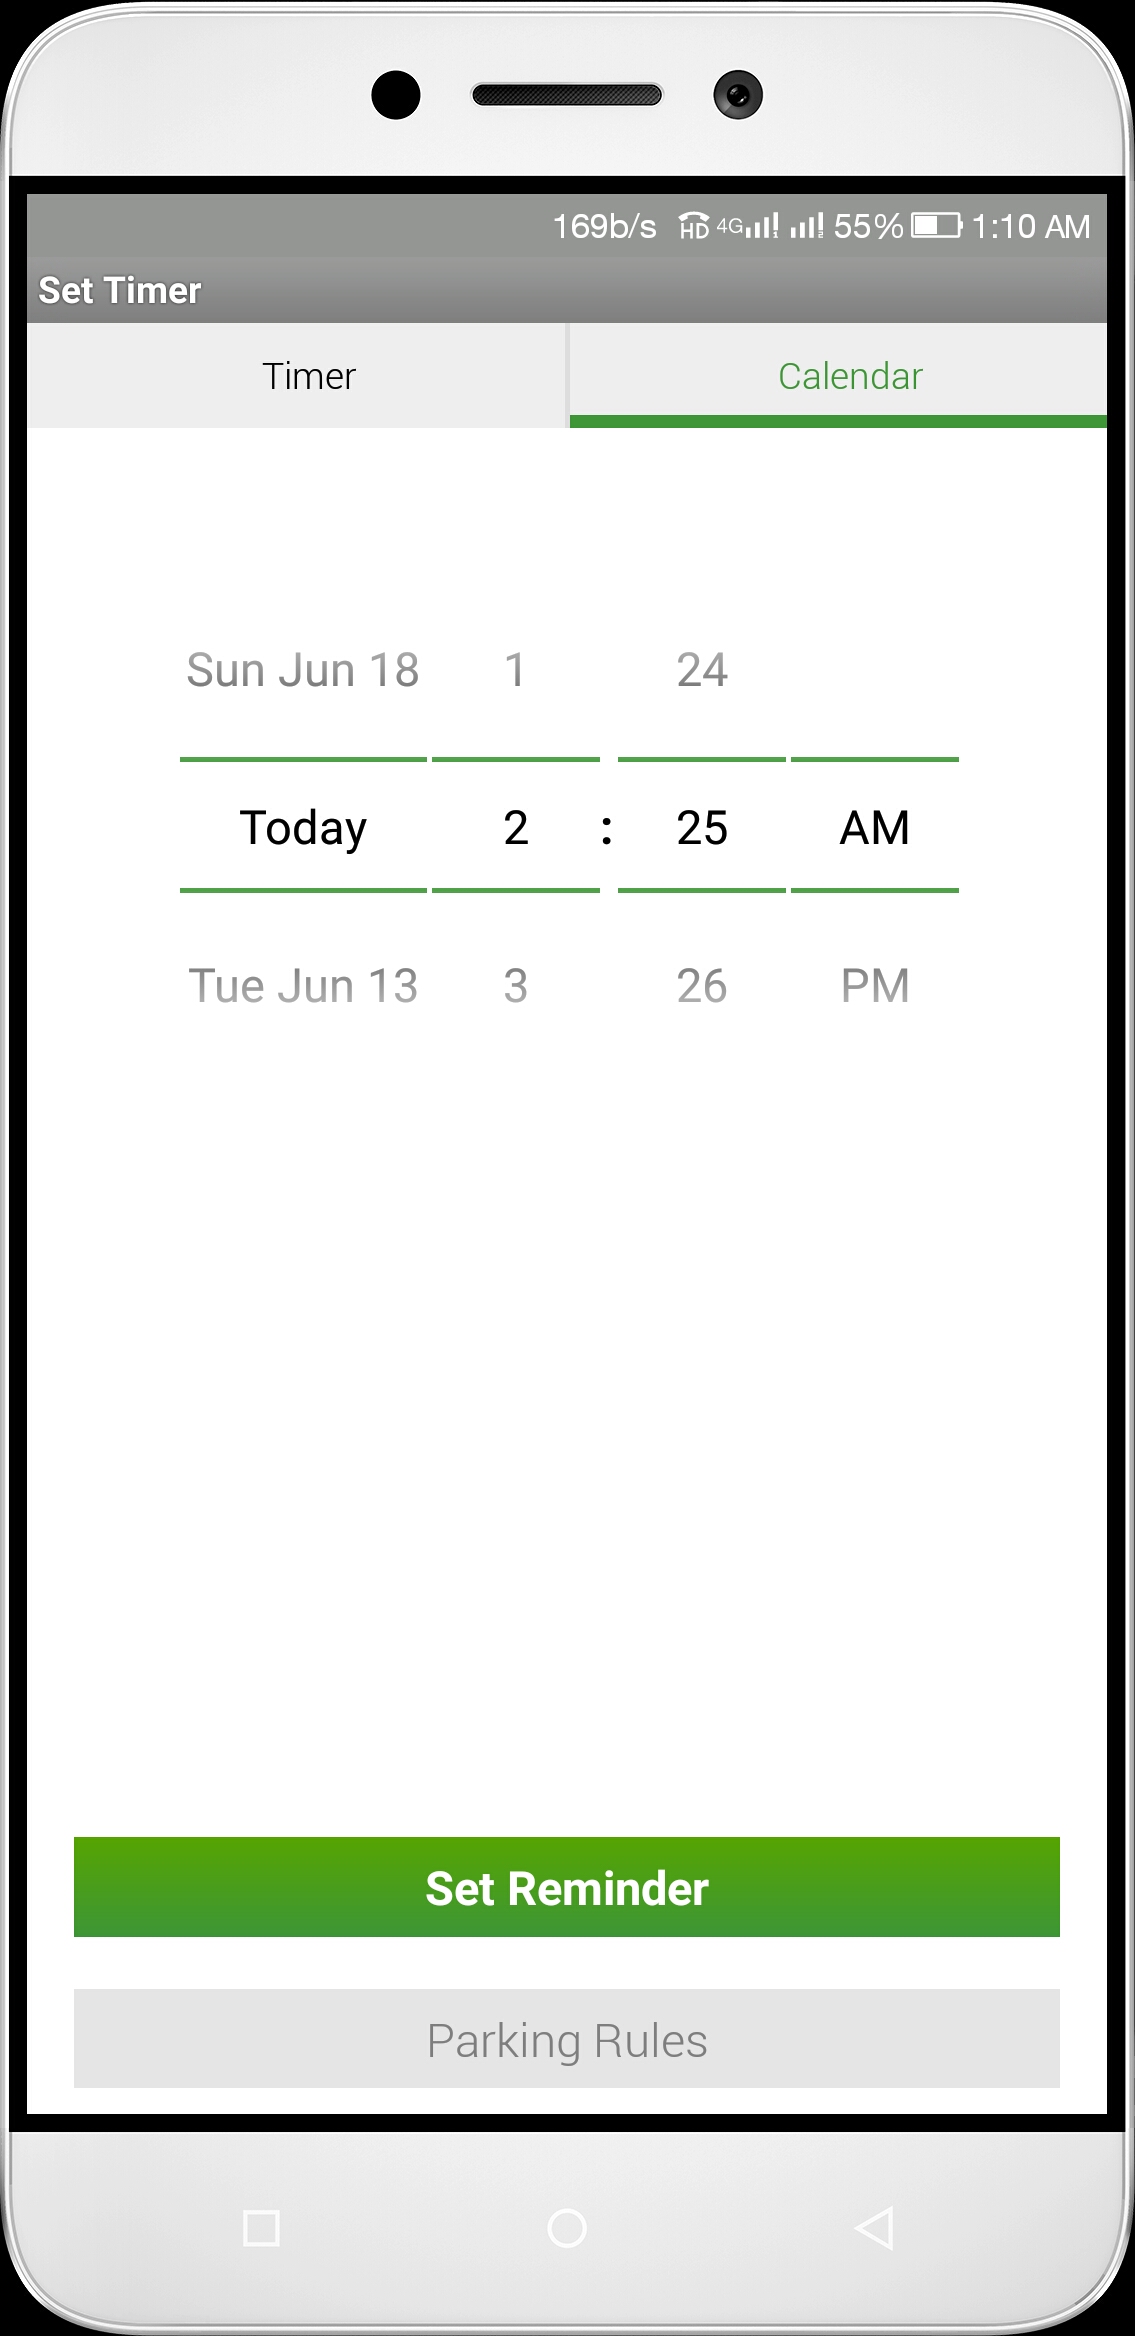 169b/s HD 4G 55% 1:10 AM
Set Timer
Timer Calendar
Sun Jun 18 1 24
Today 2 : 25 AM
Tue Jun 13 3 26 PM
Set Reminder
Parking Rules